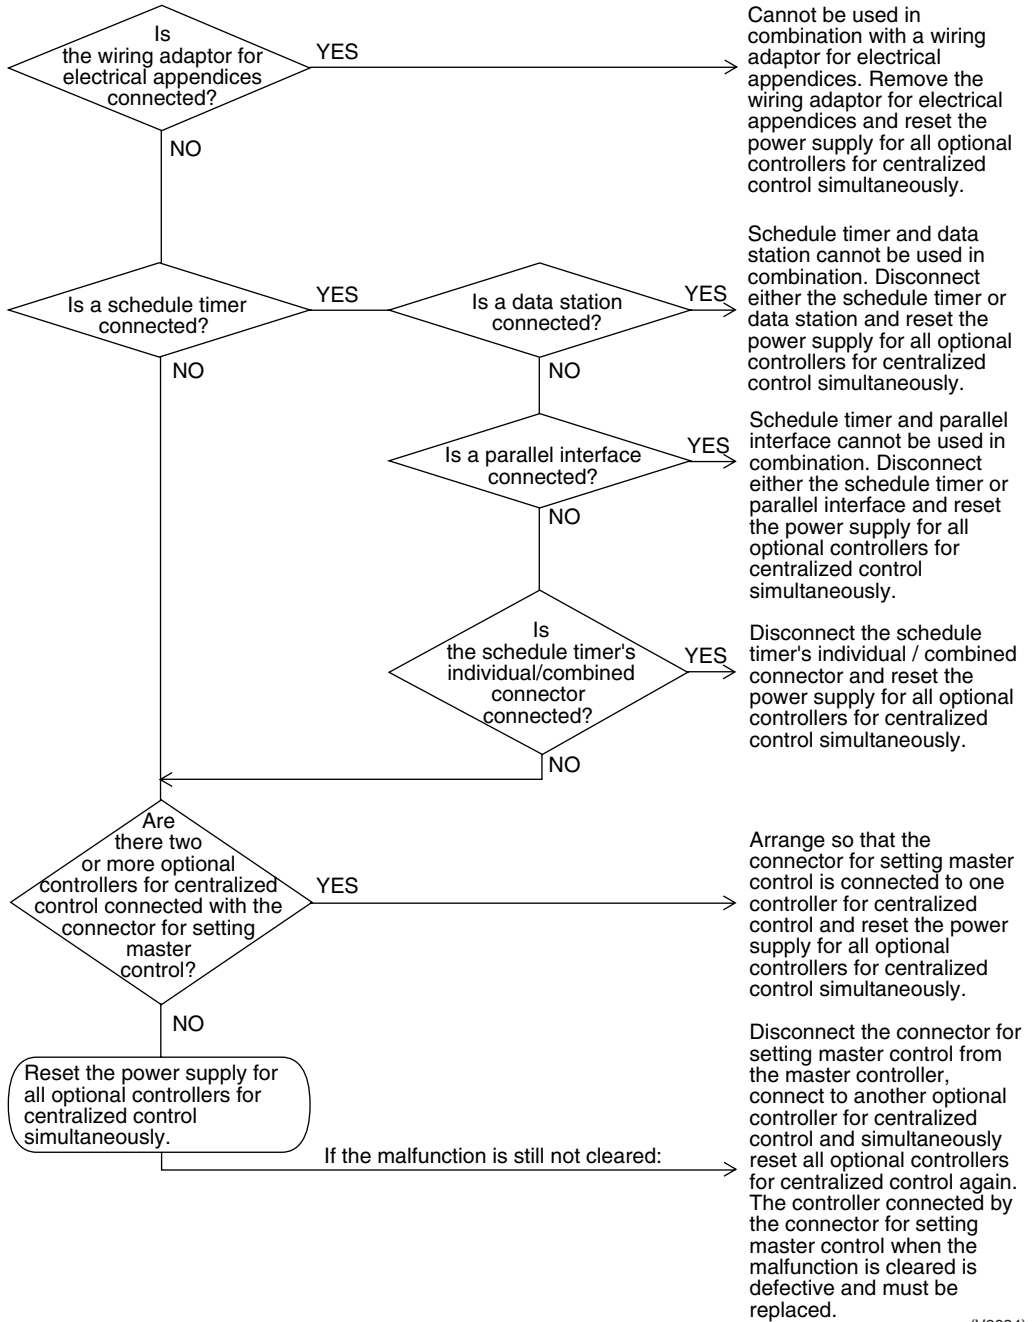 Is
the wiring adaptor for
electrical appendices
connected?
YES
Cannot be used in
combination with a wiring
adaptor for electrical
appendices. Remove the
wiring adaptor for electrical
appendices and reset the
power supply for all optional
controllers for centralized
control simultaneously.
NO
Is a schedule timer
connected?
YES
Is a data station
connected?
YES
Schedule timer and data
station cannot be used in
combination. Disconnect
either the schedule timer or
data station and reset the
power supply for all optional
controllers for centralized
control simultaneously.
NO
NO
Is a parallel interface
connected?
YES
Schedule timer and parallel
interface cannot be used in
combination. Disconnect
either the schedule timer or
parallel interface and reset
the power supply for all
optional controllers for
centralized control
simultaneously.
NO
Is
the schedule timer's
individual/combined
connector
connected?
YES
Disconnect the schedule
timer's individual / combined
connector and reset the
power supply for all optional
controllers for centralized
control simultaneously.
NO
Are
there two
or more optional
controllers for centralized
control connected with the
connector for setting
master
control?
YES
Arrange so that the
connector for setting master
control is connected to one
controller for centralized
control and reset the power
supply for all optional
controllers for centralized
control simultaneously.
NO
Reset the power supply for
all optional controllers for
centralized control
simultaneously.
If the malfunction is still not cleared:
Disconnect the connector for
setting master control from
the master controller,
connect to another optional
controller for centralized
control and simultaneously
reset all optional controllers
for centralized control again.
The controller connected by
the connector for setting
master control when the
malfunction is cleared is
defective and must be
replaced.